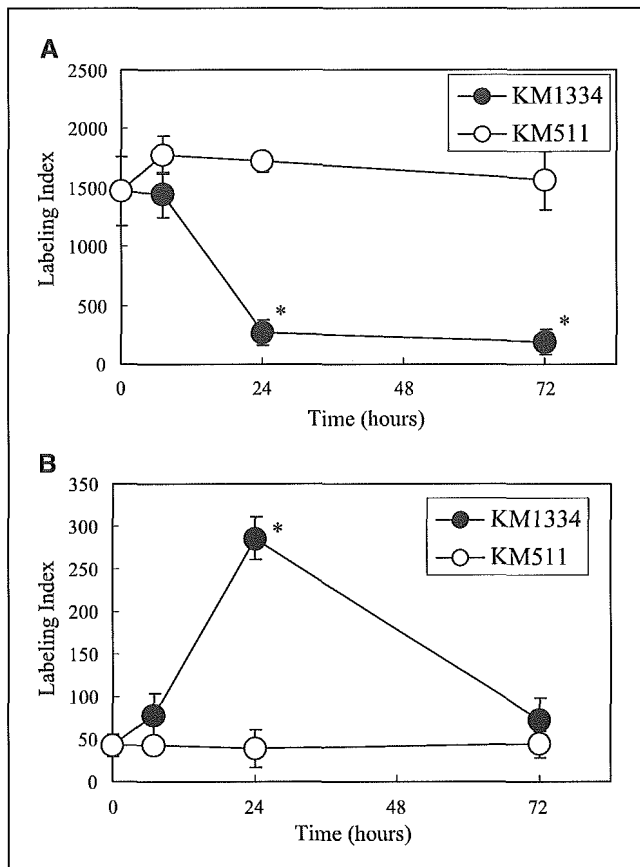 A
2500
2000
1500
1000
500
0
Labeling Index
KM1334
KM511
*
*
0 24 48 72
Time (hours)
B
350
300
250
200
150
100
50
0
Labeling Index
KM1334
KM511
*
0 24 48 72
Time (hours)